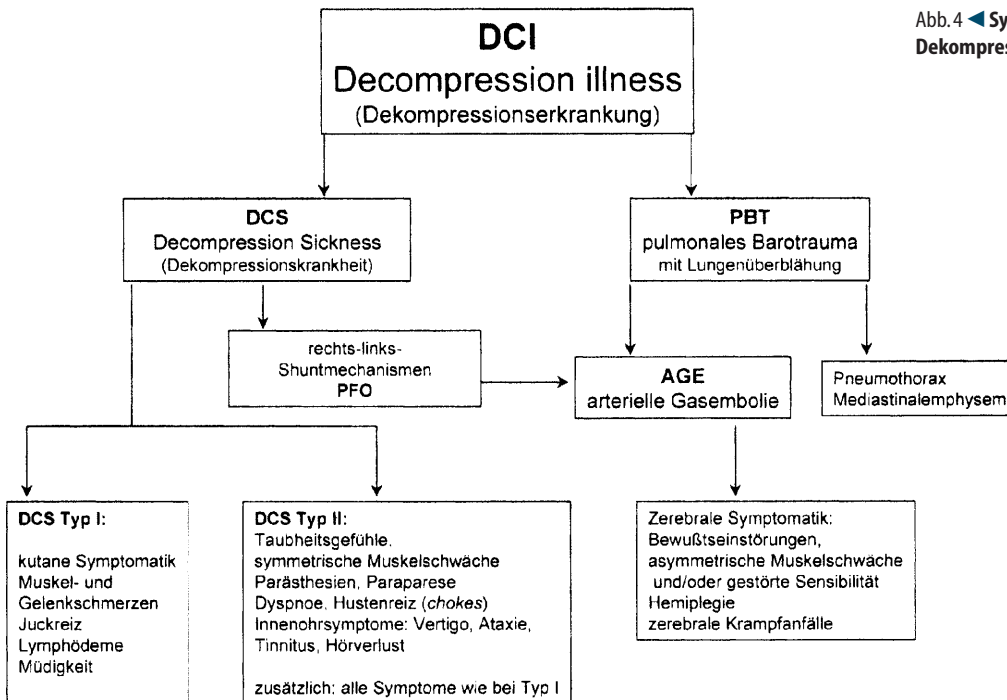 DCI
Decompression illness
(Dekompressionserkrankung)
Abb. 4 ◄
DCS
Decompression Sickness
(Dekompressionskrankheit)
PBT
pulmonales Barotrauma
mit Lungenüberblähung
rechts-links-
Shuntmechanismen
PFO
AGE
arterielle Gasembolie
Pneumothorax
Mediastinalemphysem
DCS Typ I:
kutane Symptomatik
Muskel- und
Gelenkschmerzen
Juckreiz
Lymphödeme
Müdigkeit
DCS Typ II:
Taubheitsgefühle,
symmetrische Muskelschwäche
Parästhesien, Paraparese
Dyspnoe, Hustenreiz (chokes)
Innenohrsymptome: Vertigo, Ataxie,
Tinnitus, Hörverlust
zusätzlich: alle Symptome wie bei Typ I
Zerebrale Symptomatik:
Bewußtseinstörungen,
asymmetrische Muskelschwäche
und/oder gestörte Sensibilität
Hemiplegie
zerebrale Krampfanfälle